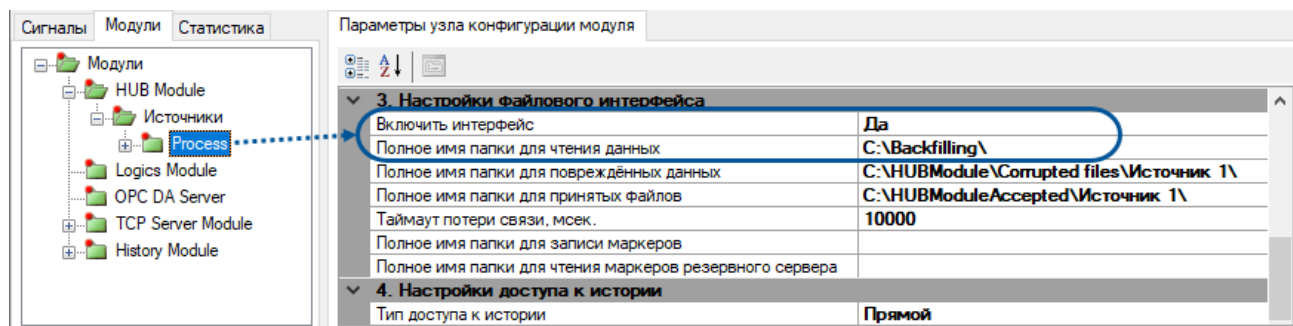 Сигналы Модули Статистика
Параметры узла конфигурации модуля
Модули
HUB Module
Источники
Process
Logics Module
OPC DA Server
TCP Server Module
History Module
3. Настройки файлового интерфейса
Включить интерфейс Да
Полное имя папки для чтения данных C:\Backfilling\
Полное имя папки для повреждённых данных C:\HUBModule\Corrupted files\Источник 1\
Полное имя папки для принятых файлов C:\HUBModuleAccepted\Источник 1\
Таймаут потери связи, мсек. 10000
Полное имя папки для записи маркеров
Полное имя папки для чтения маркеров резервного сервера
4. Настройки доступа к истории
Тип доступа к истории Прямой